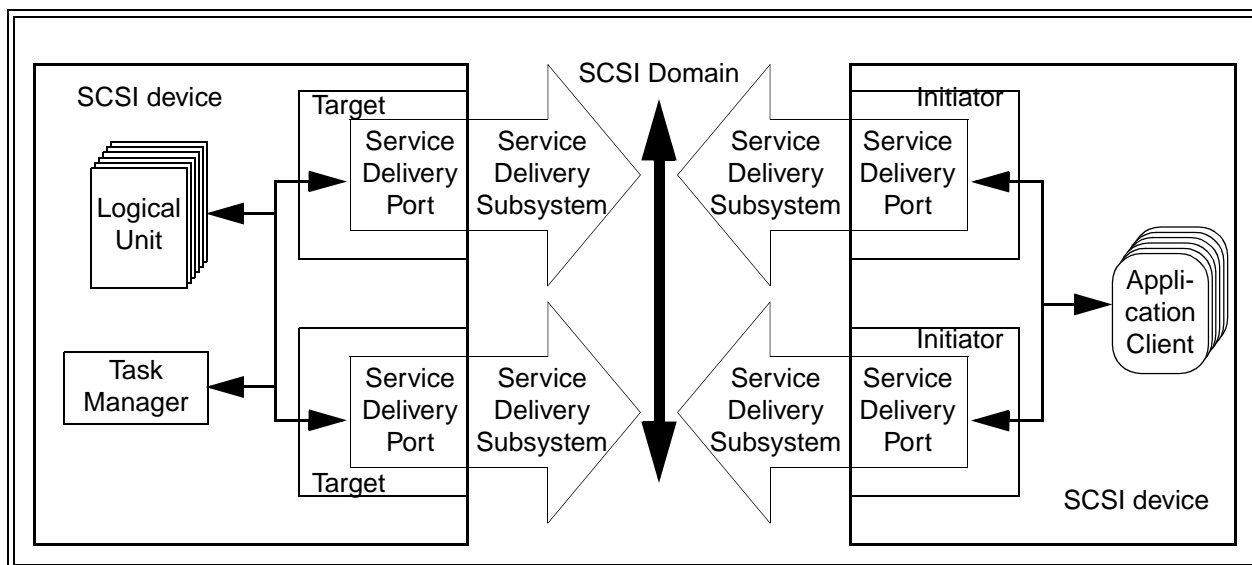 SCSI Domain
SCSI device
Target
Service
Delivery
Port
Service
Delivery
Subsystem
Service
Delivery
Subsystem
Initiator
Service
Delivery
Port
Logical
Unit
Appli-
cation
Client
Task
Manager
Service
Delivery
Port
Target
Service
Delivery
Subsystem
Service
Delivery
Subsystem
Initiator
Service
Delivery
Port
SCSI device